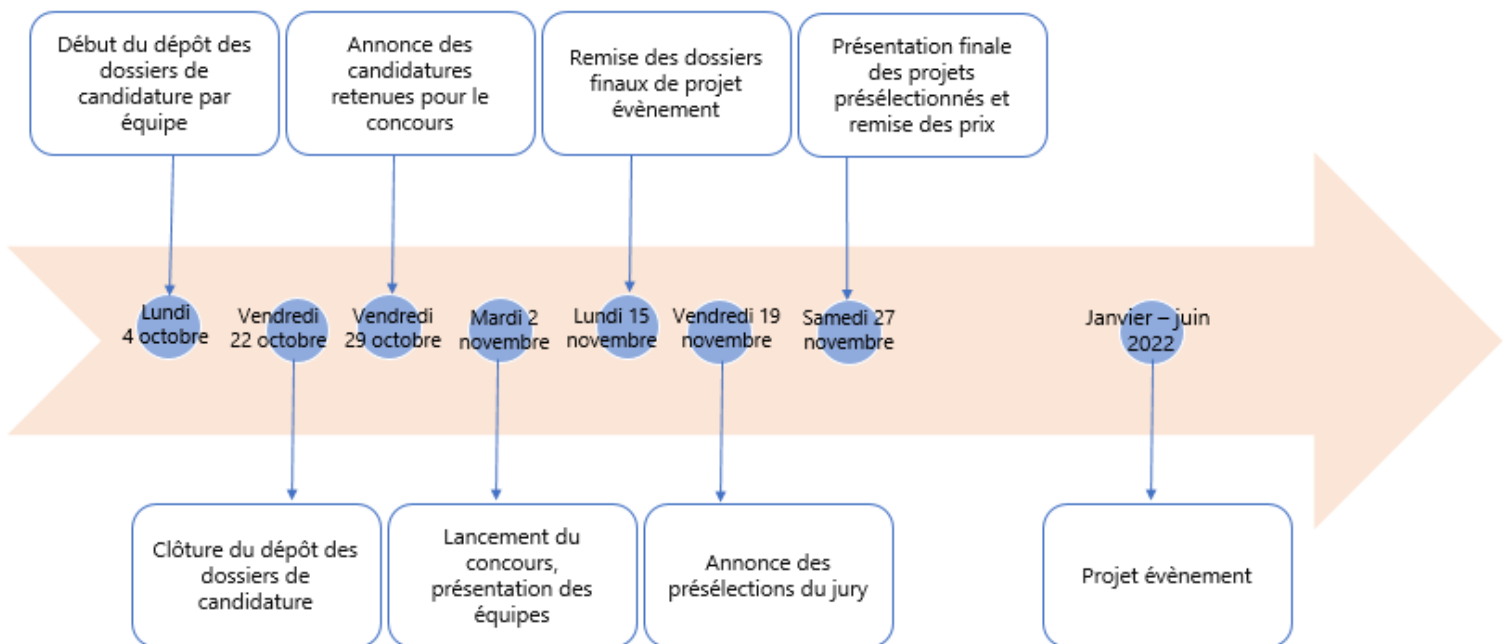 Début du dépôt des
dossiers de
candidature par
équipe
Annonce des
candidatures
retenues pour le
concours
Remise des dossiers
finaux de projet
évènement
Présentation finale
des projets
présélectionnés et
remise des prix
Lundi
4 octobre
Vendredi
22 octobre
Vendredi
29 octobre
Mardi 2
novembre
Lundi 15
novembre
Vendredi 19
novembre
Samedi 27
novembre
Janvier – juin
2022
Clôture du dépôt des
dossiers de
candidature
Lancement du
concours,
présentation des
équipes
Annonce des
présélections du jury
Projet évènement